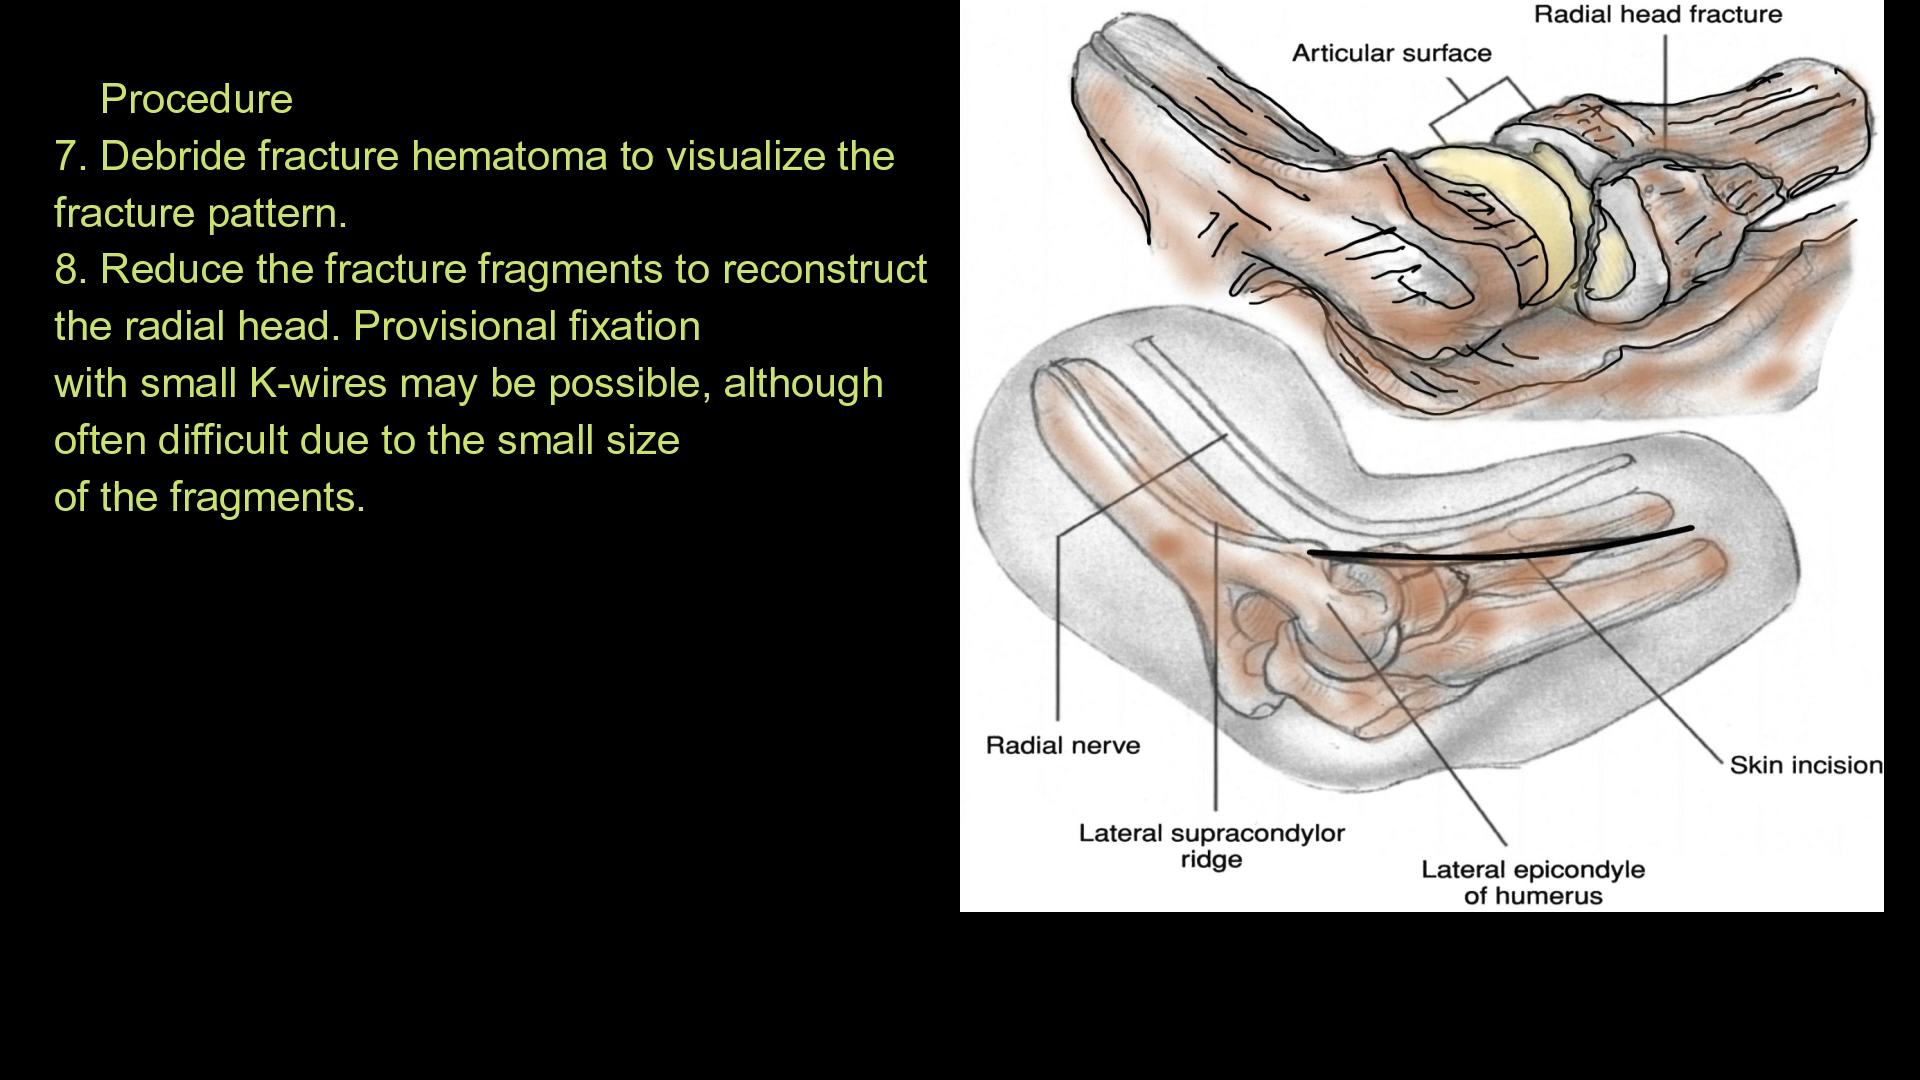 Procedure
7. Debride fracture hematoma to visualize the
fracture pattern.
8. Reduce the fracture fragments to reconstruct
the radial head. Provisional fixation
with small K-wires may be possible, although
often difficult due to the small size
of the fragments.
Radial head fracture
Articular surface
Radial nerve
Skin incision
Lateral supracondylor
ridge
Lateral epicondyle
of humerus